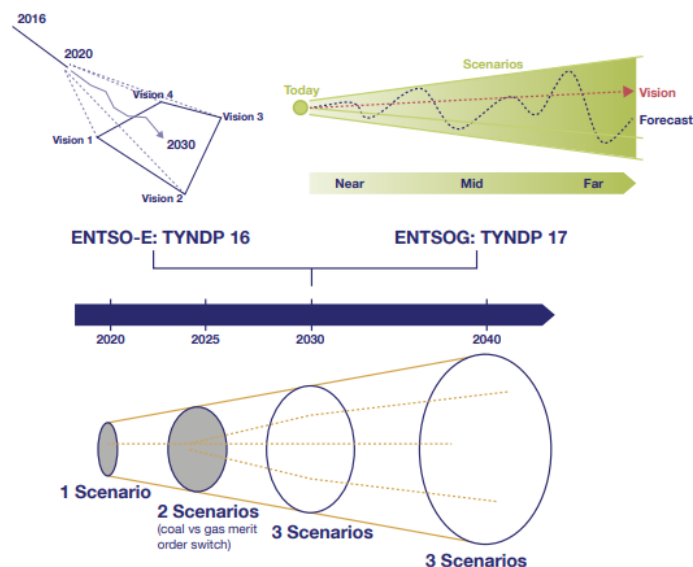 2016
2020
Vision 4
Vision 3
Vision 1
2030
Vision 2
Scenarios
Today
Vision
Forecast
Near Mid Far
ENTSO-E: TYNDP 16
ENTSOG: TYNDP 17
2020 2025 2030 2040
1 Scenario
2 Scenarios
(coal vs gas merit
order switch)
3 Scenarios
3 Scenarios